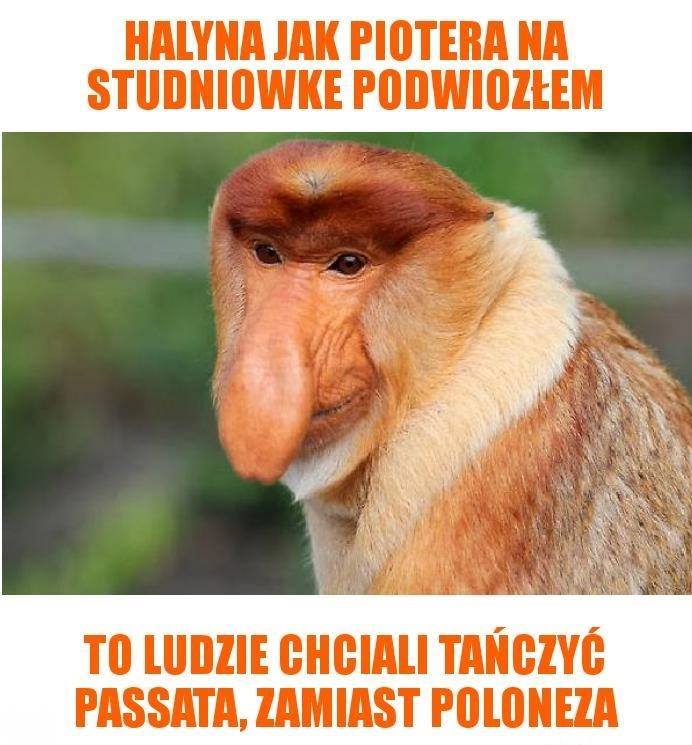 HALYNA JAK PIOTERA NA
STUDNIOWKE PODWIOZŁEM
TO LUDZIE CHCIALI TAŃCZYĆ
PASSATA, ZAMIAST POLONEZA